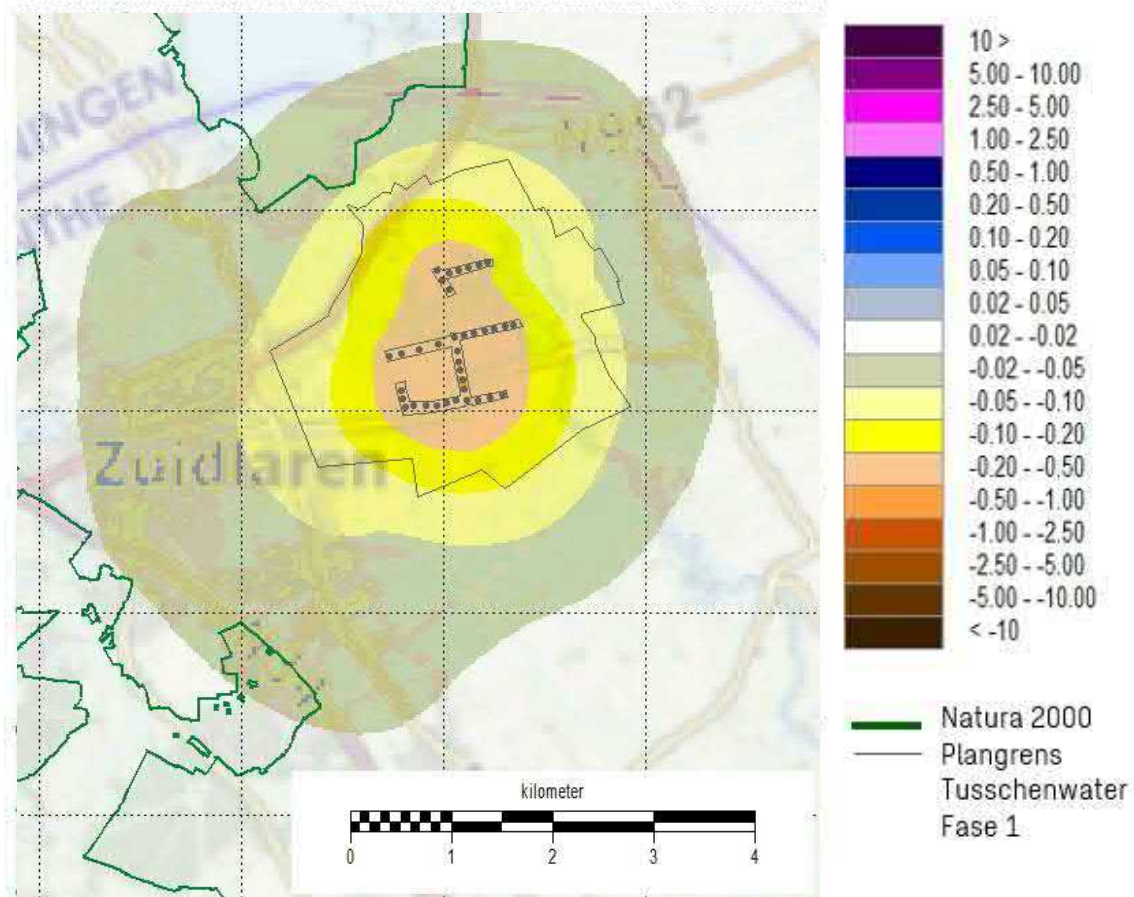 NINGEN
THE
N962
Zuidlaren
kilometer
0 1 2 3 4
10 >
5.00 - 10.00
2.50 - 5.00
1.00 - 2.50
0.50 - 1.00
0.20 - 0.50
0.10 - 0.20
0.05 - 0.10
0.02 - 0.05
0.02 - -0.02
-0.02 - -0.05
-0.05 - -0.10
-0.10 - -0.20
-0.20 - -0.50
-0.50 - -1.00
-1.00 - -2.50
-2.50 - -5.00
-5.00 - -10.00
< -10
Natura 2000
Plangrens
Tusschenwater
Fase 1